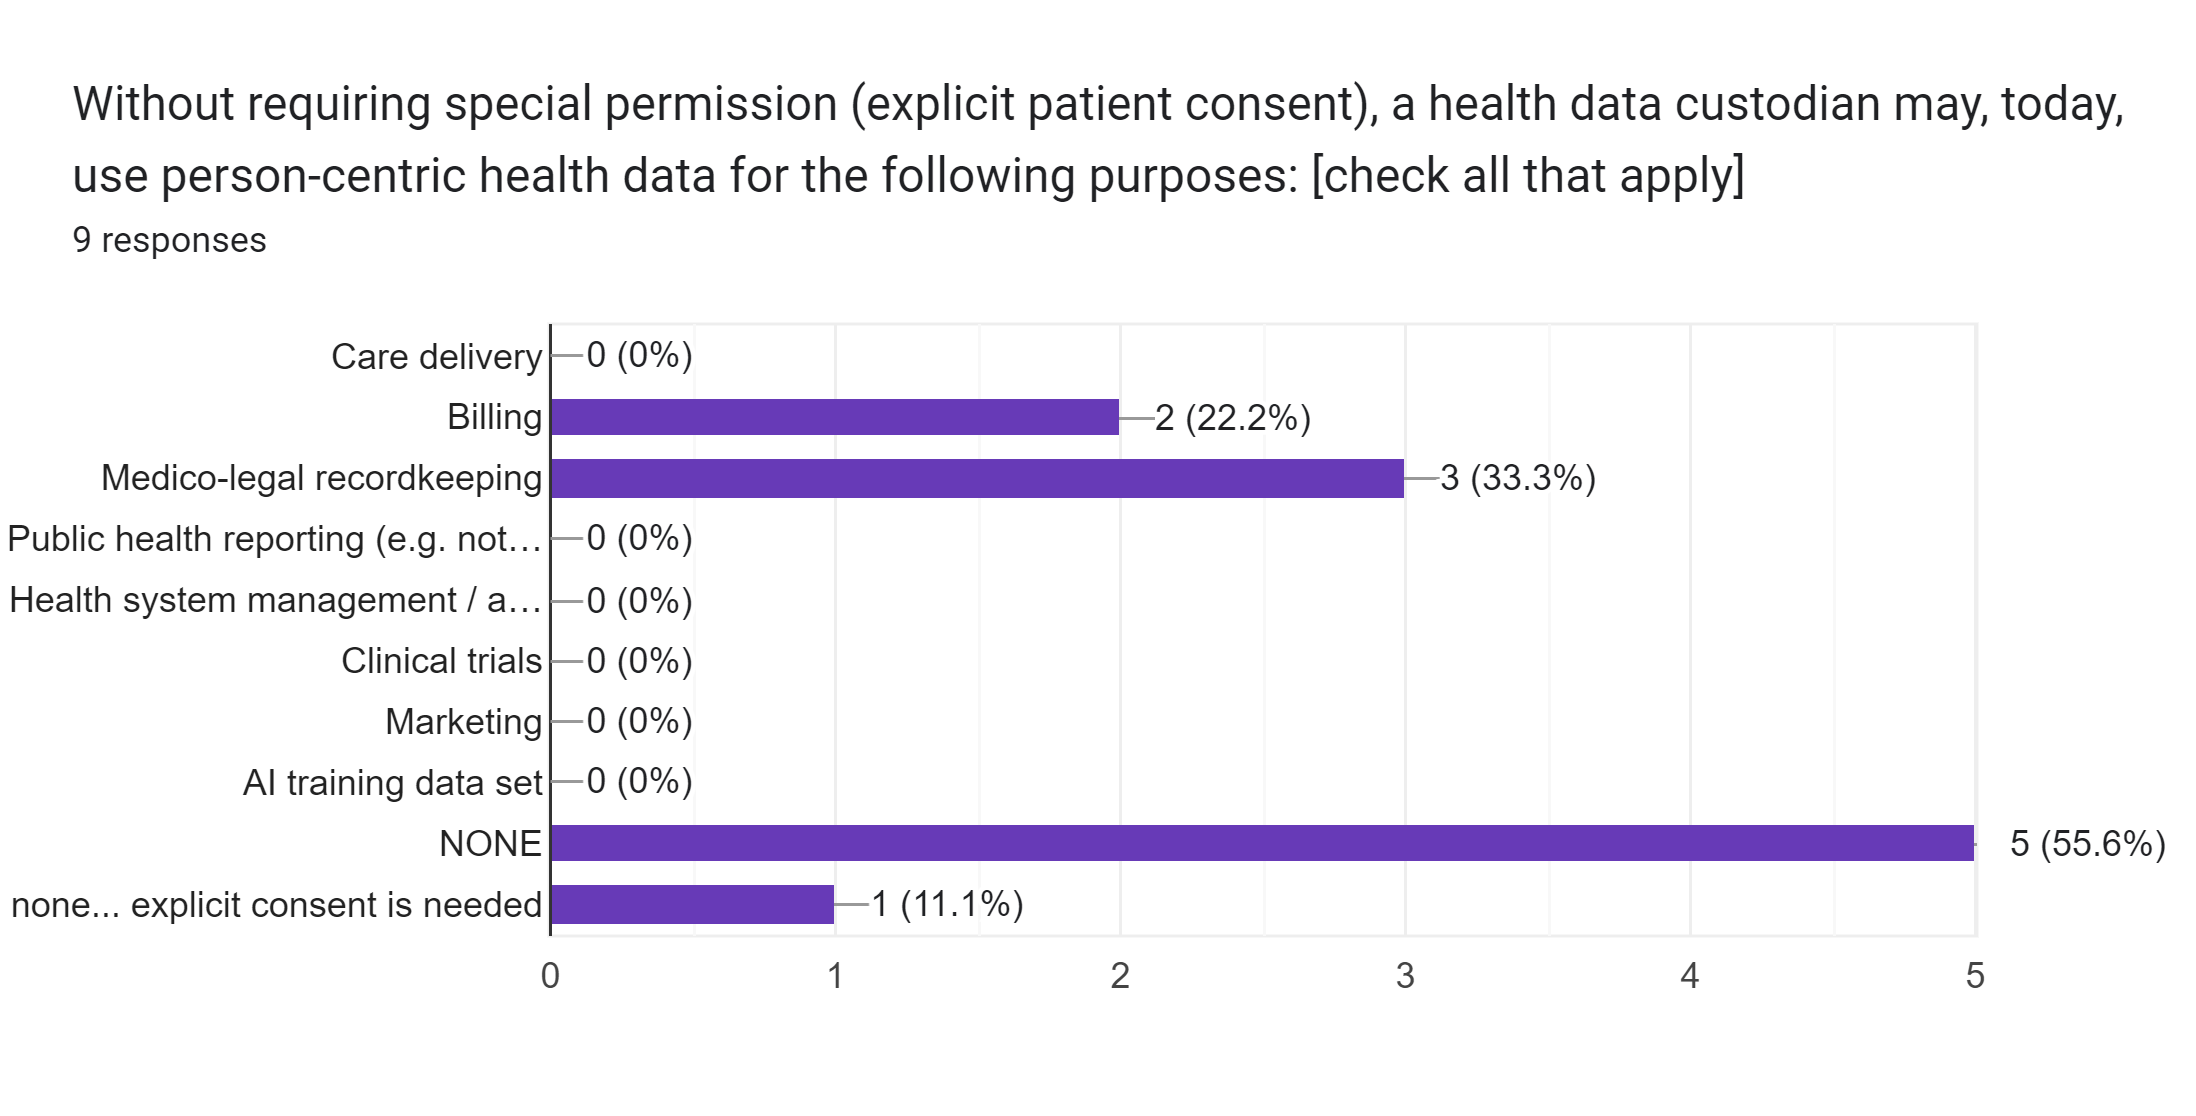 Without requiring special permission (explicit patient consent), a health data custodian may, today,
use person-centric health data for the following purposes: [check all that apply]
9 responses
Care delivery 0 (0%)
Billing 2 (22.2%)
Medico-legal recordkeeping 3 (33.3%)
Public health reporting (e.g. not… 0 (0%)
Health system management / a… 0 (0%)
Clinical trials 0 (0%)
Marketing 0 (0%)
AI training data set 0 (0%)
NONE 5 (55.6%)
none... explicit consent is needed 1 (11.1%)
0 1 2 3 4 5